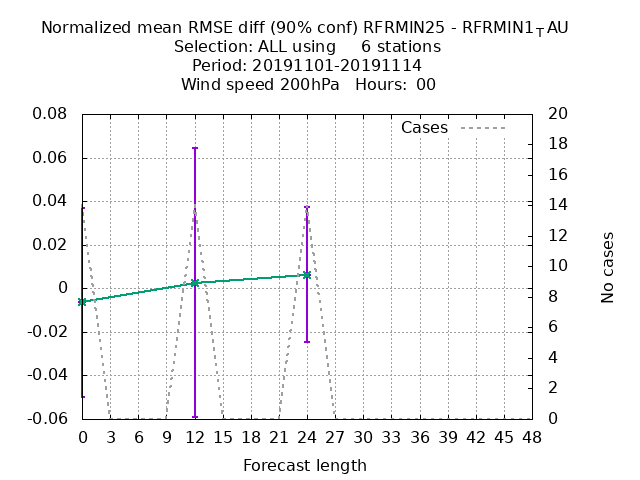 Normalized mean RMSE diff (90% conf) RFRMIN25 - RFRMIN1_TAU
Selection: ALL using     6 stations
Period: 20191101-20191114
Wind speed 200hPa   Hours:  00
Cases
0.08
0.06
0.04
0.02
0
-0.02
-0.04
-0.06
20
18
16
14
12
10
8
6
4
2
0
No cases
0 3 6 9 12 15 18 21 24 27 30 33 36 39 42 45 48
Forecast length